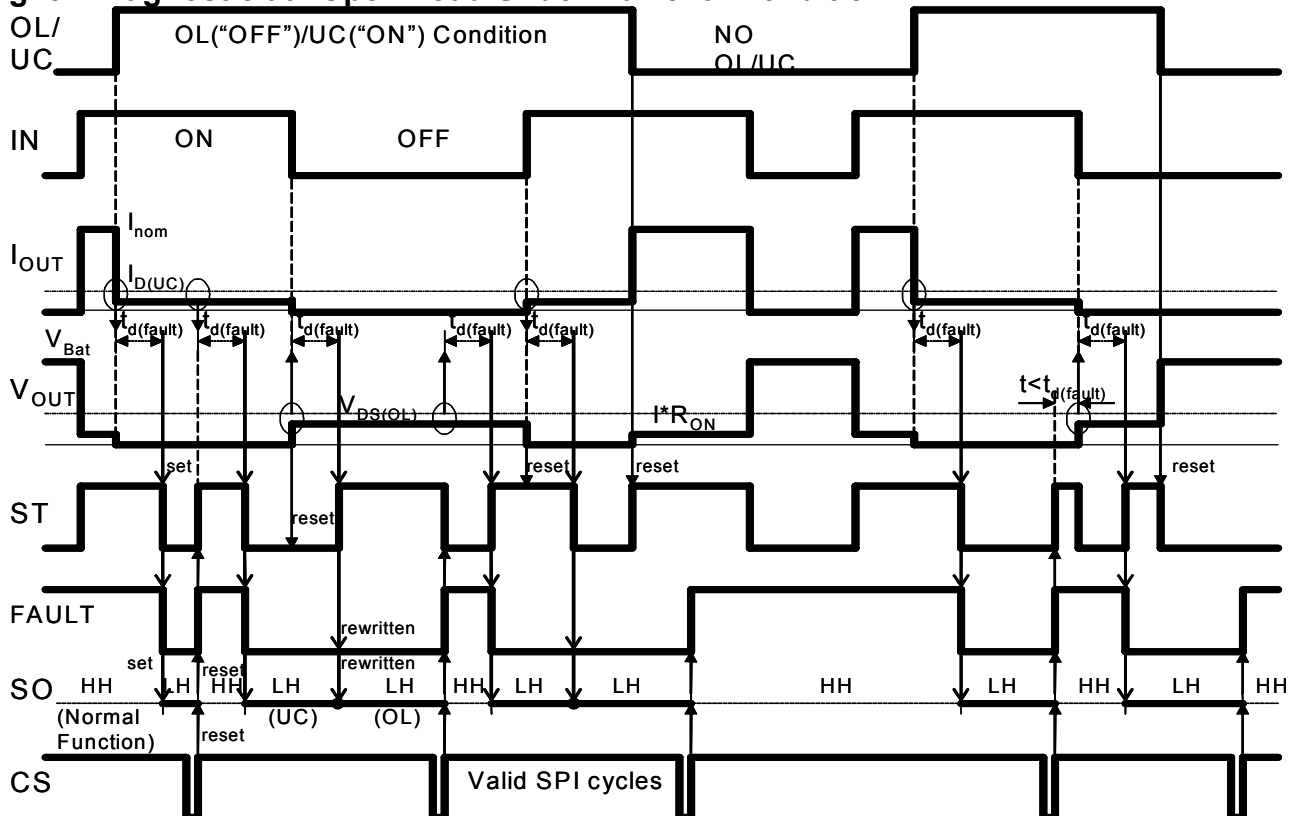 OL/
UC
OL("OFF")/UC("ON") Condition
NO
OL/UC
IN
ON
OFF
I_OUT
I_nom
I_D(UC)
t_d(fault) t_d(fault) t_d(fault) t_d(fault) t_d(fault) t_d(fault) t_d(fault)
V_Bat
V_OUT
V_DS(OL)
I*R_ON
t<t_d(fault)
set
reset
reset
reset
ST
reset
FAULT
rewritten
set
reset
rewritten
SO
HH LH HH LH LH HH LH LH HH LH HH LH HH
(Normal
Function)
(UC)
(OL)
reset
CS
Valid SPI cycles